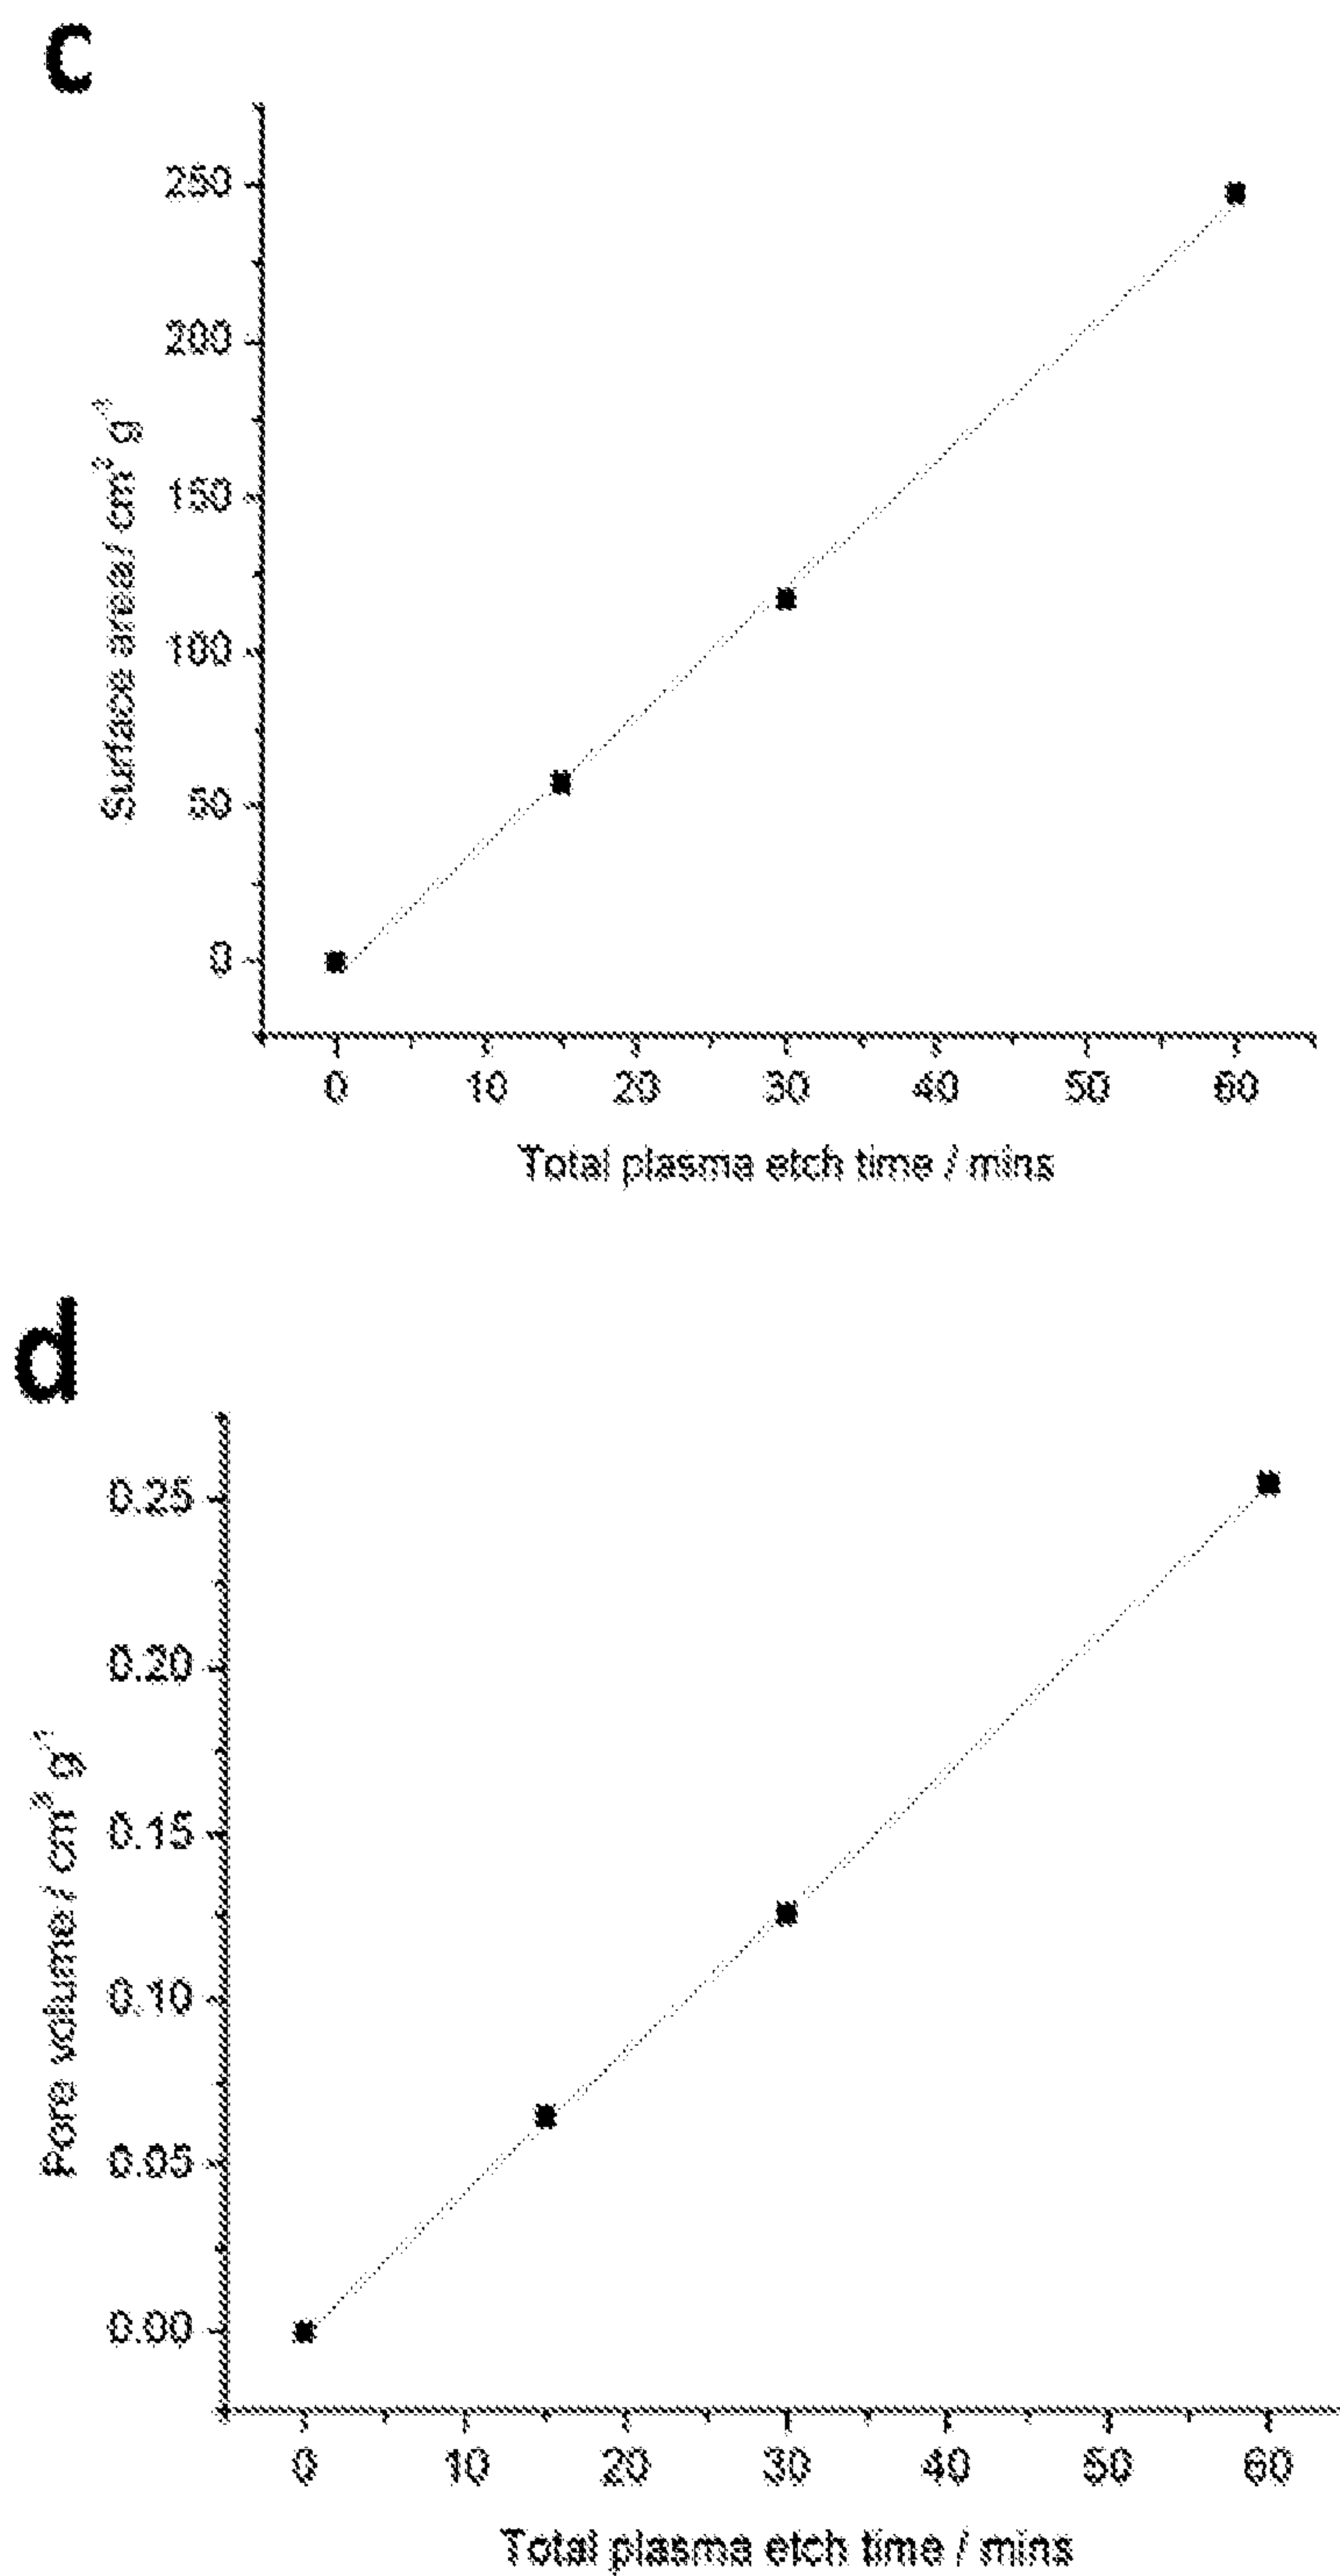 c
250
200
150
100
50
0
Surface area / cm³ g⁻¹
0 10 20 30 40 50 60
Total plasma etch time / mins
d
0.25
0.20
0.15
0.10
0.05
0.00
Pore volume / cm³ g⁻¹
0 10 20 30 40 50 60
Total plasma etch time / mins